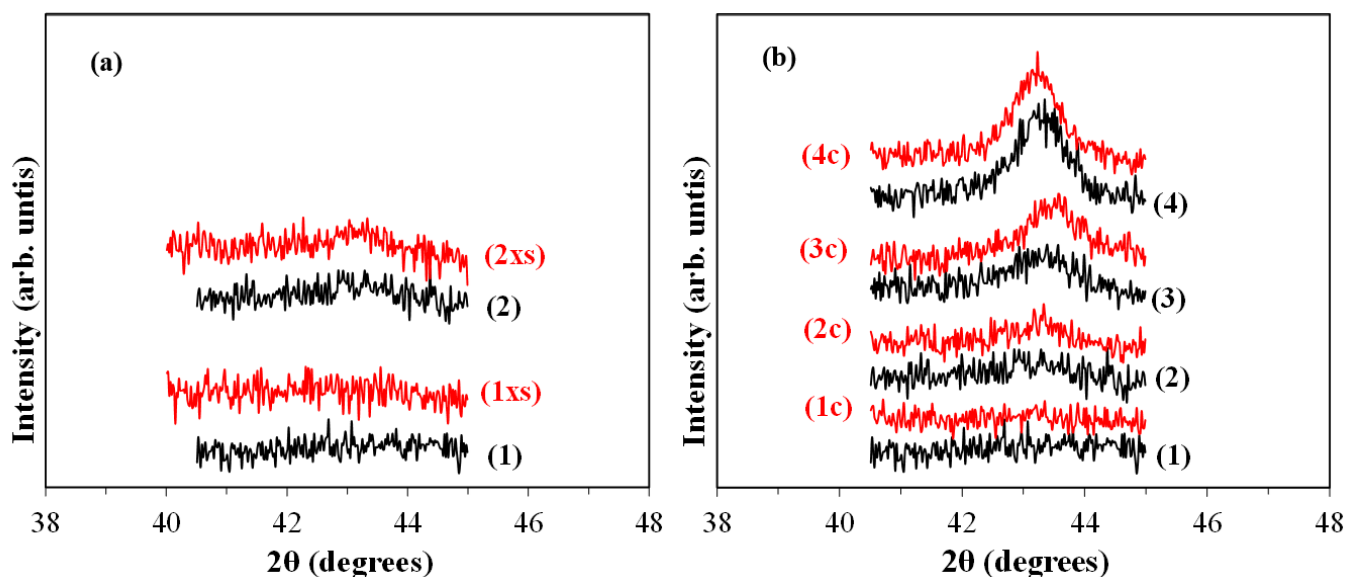 (a)
(2xs)
(2)
(1xs)
(1)
Intensity (arb. untis)
38 40 42 44 46 48
2θ (degrees)
(b)
(4c)
(4)
(3c)
(3)
(2c)
(2)
(1c)
(1)
Intensity (arb. untis)
38 40 42 44 46 48
2θ (degrees)